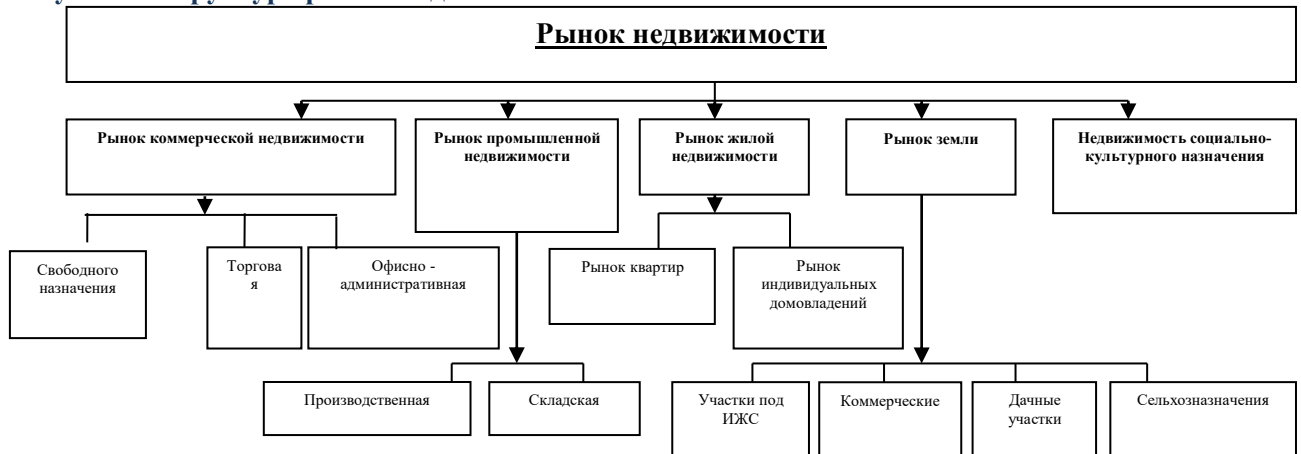 Рынок недвижимости
Рынок коммерческой недвижимости
Рынок промышленной
недвижимости
Рынок жилой
недвижимости
Рынок земли
Недвижимость социально-
культурного назначения
Свободного
назначения
Торгова
я
Офисно -
административная
Рынок квартир
Рынок
индивидуальных
домовладений
Производственная
Складская
Участки под
ИЖС
Коммерческие
Дачные
участки
Сельхозназначения